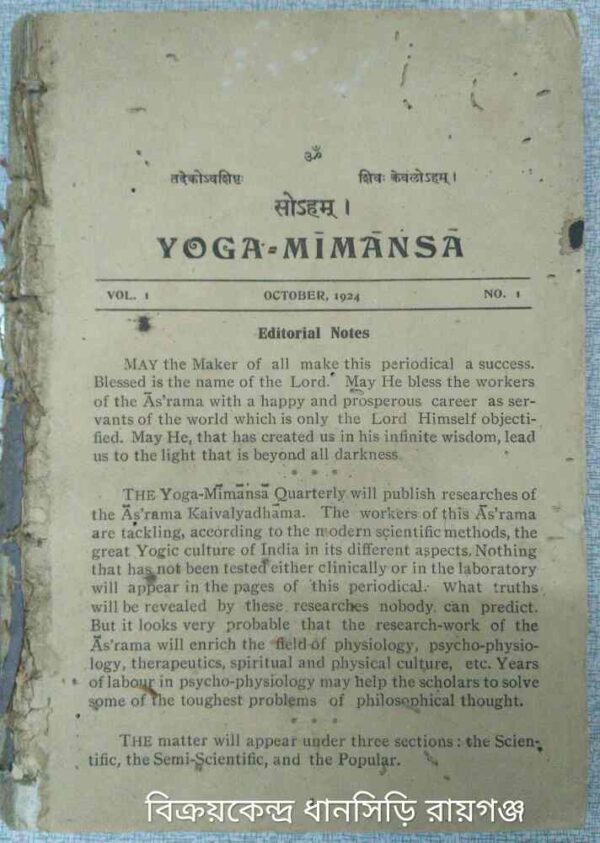 ॐ
तदेकोऽवशिष्टः शिवः केवलोऽहम् ।
सोऽहम् ।
YOGA-MĪMĀṄSĀ
VOL. 1 OCTOBER, 1924 NO. 1
Editorial Notes
MAY the Maker of all make this periodical a success.
Blessed is the name of the Lord. May He bless the workers
of the Ās'rama with a happy and prosperous career as ser-
vants of the world which is only the Lord Himself objecti-
fied. May He, that has created us in his infinite wisdom, lead
us to the light that is beyond all darkness.
* * *
THE Yoga-Mīmāṅsā Quarterly will publish researches of
the Ās'rama Kaivalyadhāma. The workers of this Ās'rama
are tackling, according to the modern scientific methods, the
great Yogic culture of India in its different aspects. Nothing
that has not been tested either clinically or in the laboratory
will appear in the pages of this periodical. What truths
will be revealed by these researches nobody can predict.
But it looks very probable that the research-work of the
Ās'rama will enrich the field of physiology, psycho-physio-
logy, therapeutics, spiritual and physical culture, etc. Years
of labour in psycho-physiology may help the scholars to solve
some of the toughest problems of philosophical thought.
* * *
THE matter will appear under three sections : the Scien-
tific, the Semi-Scientific, and the Popular.
বিক্রয়কেন্দ্র ধানসিড়ি রায়গঞ্জ